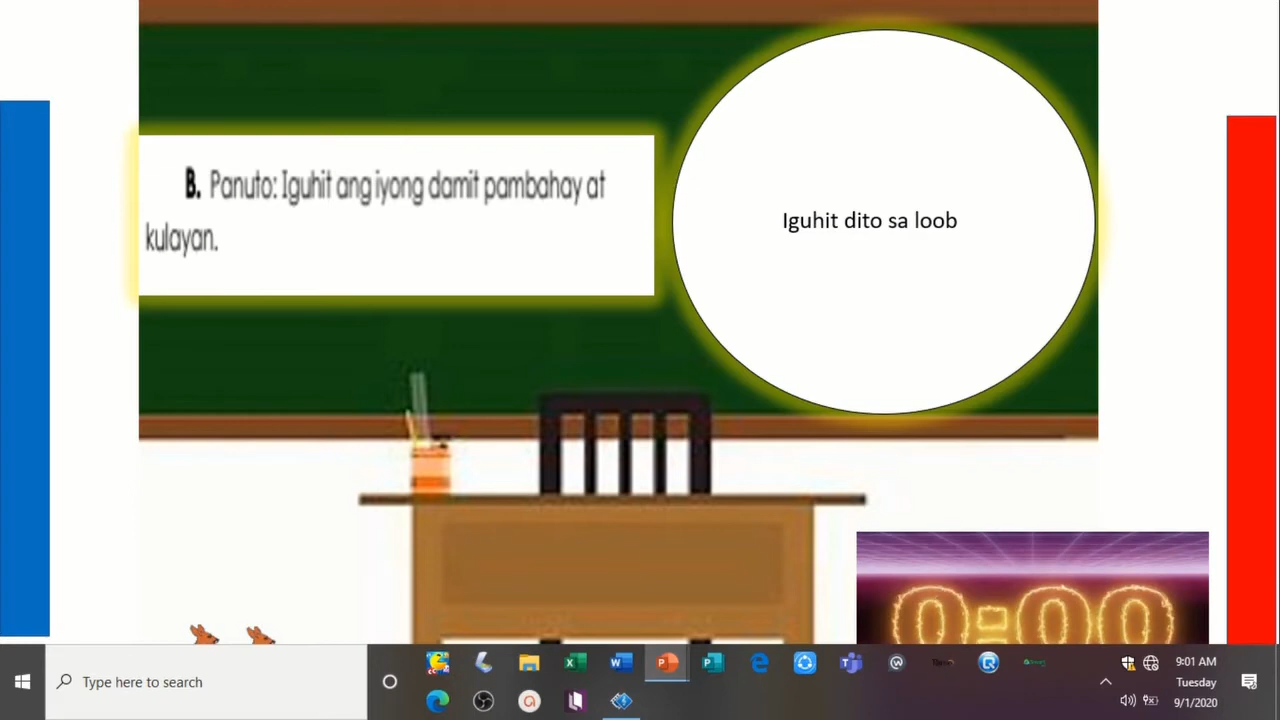 B. Panuto: Iguhit ang iyong damit pambahay at
kulayan.
Iguhit dito sa loob
0:00
Type here to search
9:01 AM
Tuesday
9/1/2020